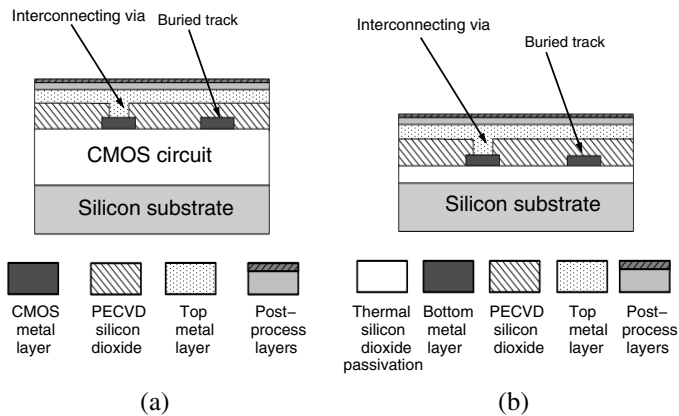 Interconnecting via
Buried track
CMOS circuit
Silicon substrate
CMOS
metal
layer
PECVD
silicon
dioxide
Top
metal
layer
Post−
process
layers
(a)
Interconnecting via
Buried track
Silicon substrate
Thermal
silicon
dioxide
passivation
Bottom
metal
layer
PECVD
silicon
dioxide
Top
metal
layer
Post−
process
layers
(b)